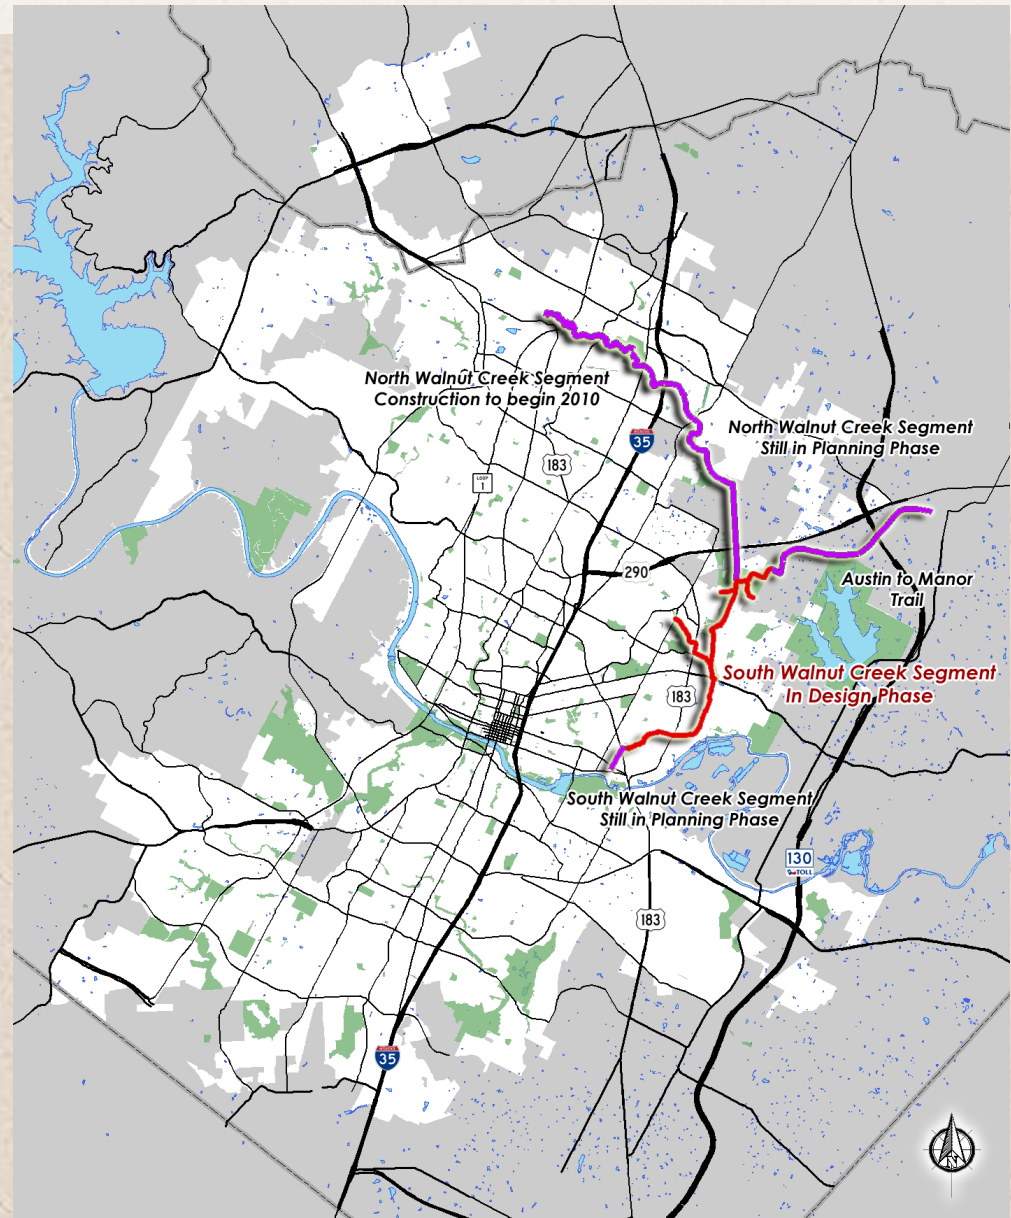 North Walnut Creek Segment
Construction to begin 2010
35
North Walnut Creek Segment
Still in Planning Phase
183
LOOP
1
290
Austin to Manor
Trail
South Walnut Creek Segment
In Design Phase
183
South Walnut Creek Segment
Still in Planning Phase
130
TOLL
183
35
N